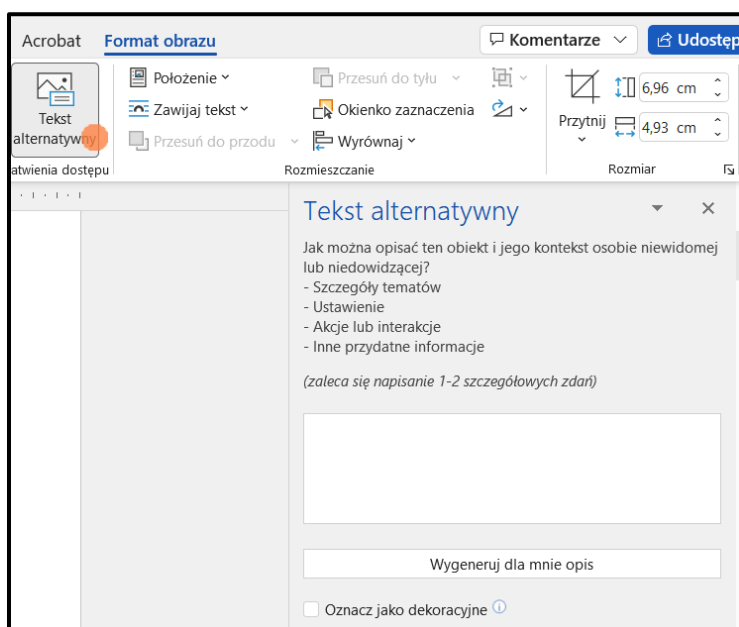 Acrobat Format obrazu Komentarze Udostęp
Tekst alternatywny
Położenie
Zawijaj tekst
Przesuń do przodu
Przesuń do tyłu
Okienko zaznaczenia
Wyrównaj
Przytnij
6,96 cm
4,93 cm
atwienia dostępu Rozmieszczanie Rozmiar
Tekst alternatywny
Jak można opisać ten obiekt i jego kontekst osobie niewidomej
lub niedowidzącej?
- Szczegóły tematów
- Ustawienie
- Akcje lub interakcje
- Inne przydatne informacje
(zaleca się napisanie 1-2 szczegółowych zdań)
Wygeneruj dla mnie opis
Oznacz jako dekoracyjne